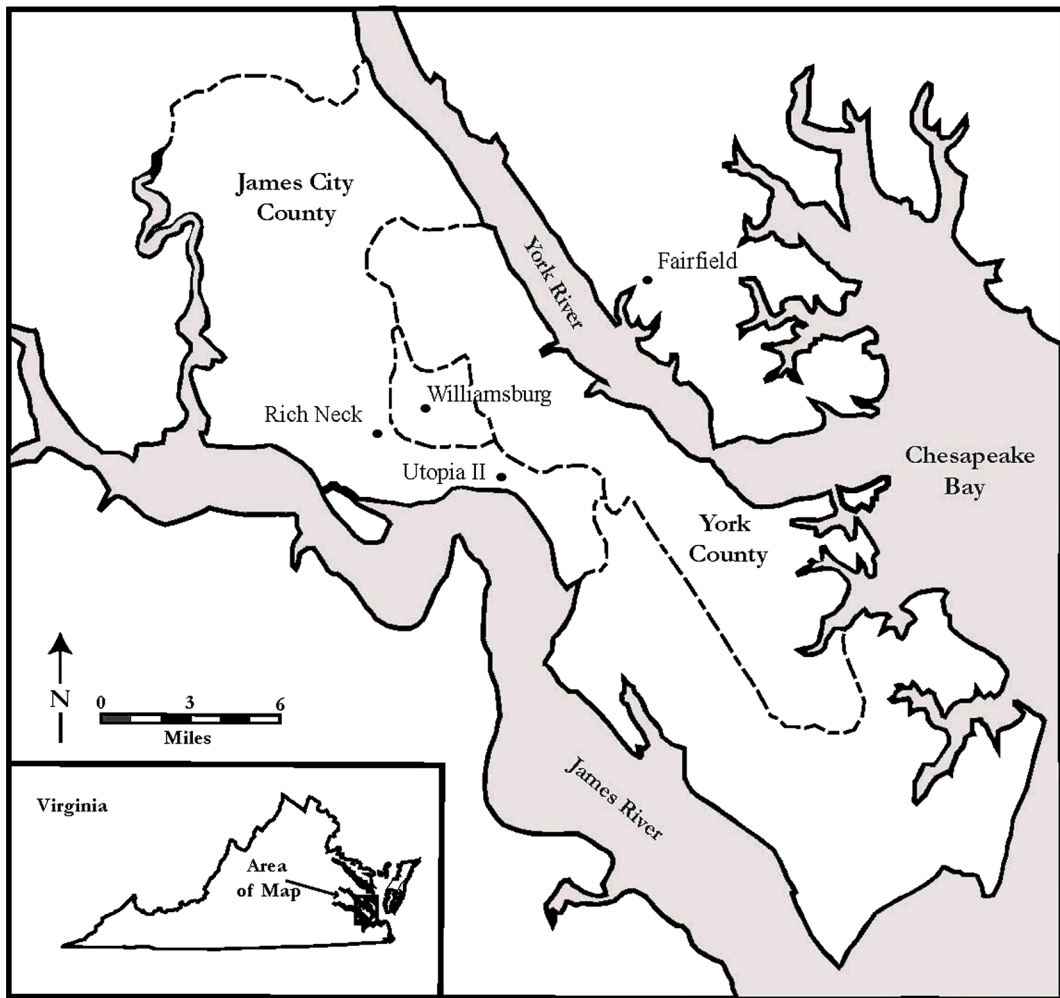 James City
County
York River
Fairfield
Williamsburg
Rich Neck
Utopia II
Chesapeake
Bay
York
County
N
0 3 6
Miles
James River
Virginia
Area
of Map